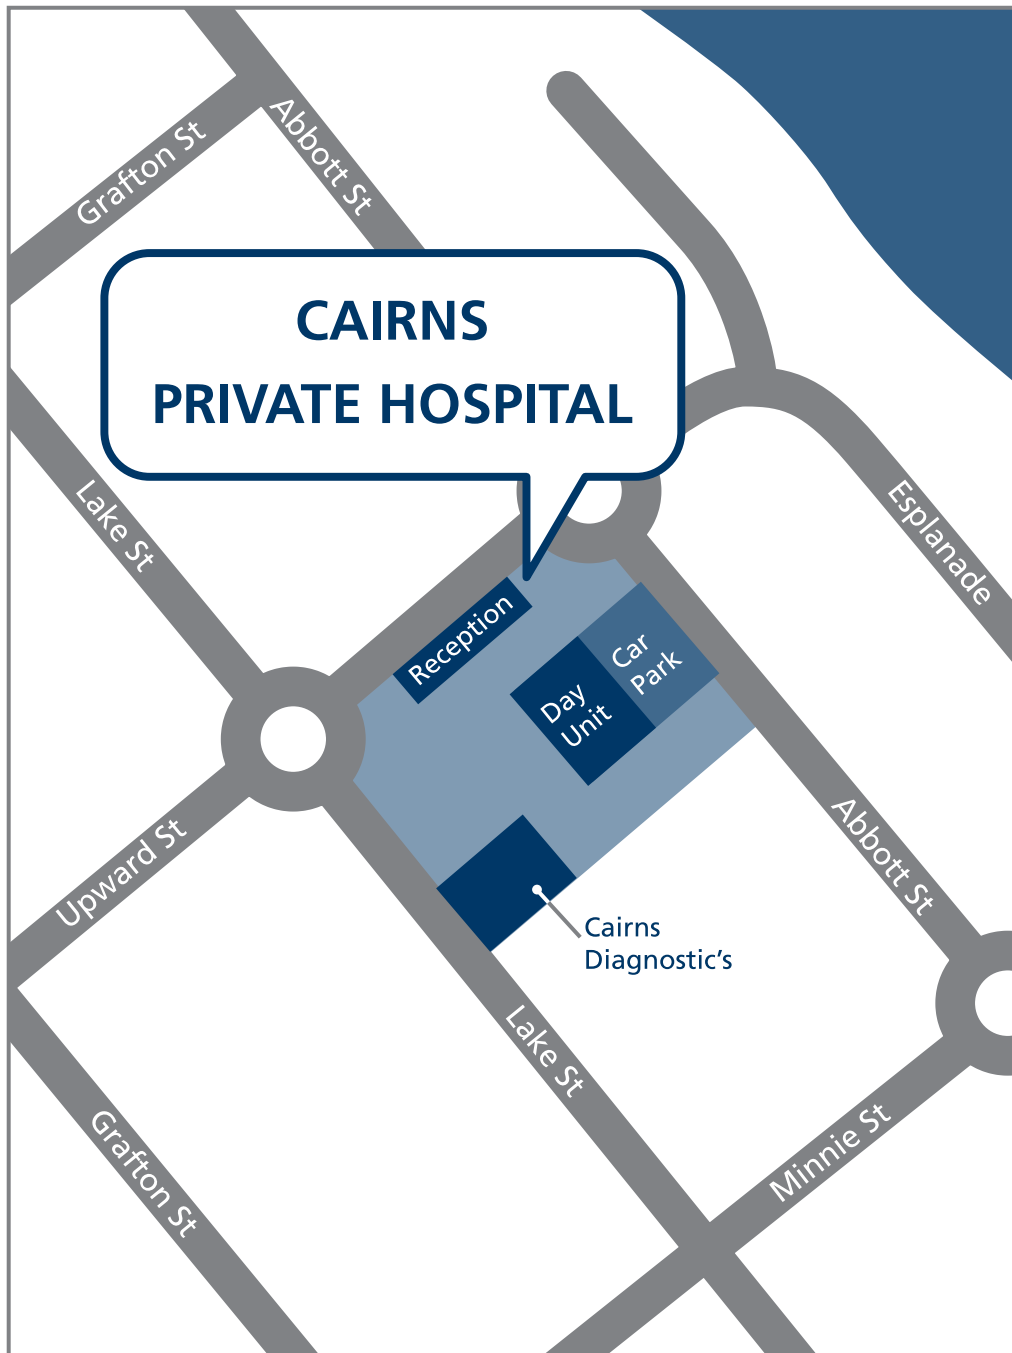 Grafton St
Abbott St
CAIRNS
PRIVATE HOSPITAL
Lake St
Esplanade
Reception
Car
Park
Day
Unit
Upward St
Abbott St
Cairns
Diagnostic's
Lake St
Grafton St
Minnie St